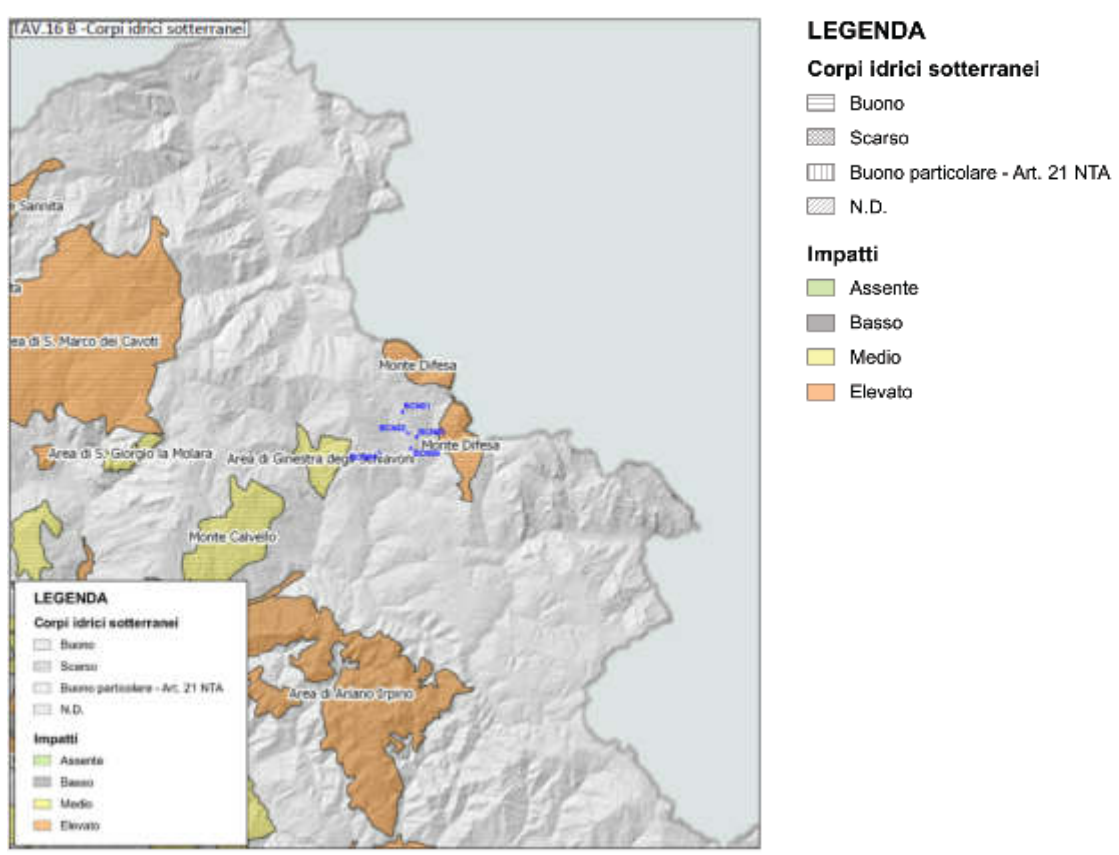 TAV.16 B -Corpi idrici sotterranei
Sannita
ta
ea di S. Marco dei Cavoti
Monte Difesa
Monte Difesa
Area di S. Giorgio la Molara
Area di Ginestra degli Schiavoni
Monte Calvello
Area di Ariano Irpino
LEGENDA
Corpi idrici sotterranei
Buono
Scarso
Buono particolare - Art. 21 NTA
N.D.
Impatti
Assente
Basso
Medio
Elevato
LEGENDA
Corpi idrici sotterranei
Buono
Scarso
Buono particolare - Art. 21 NTA
N.D.
Impatti
Assente
Basso
Medio
Elevato